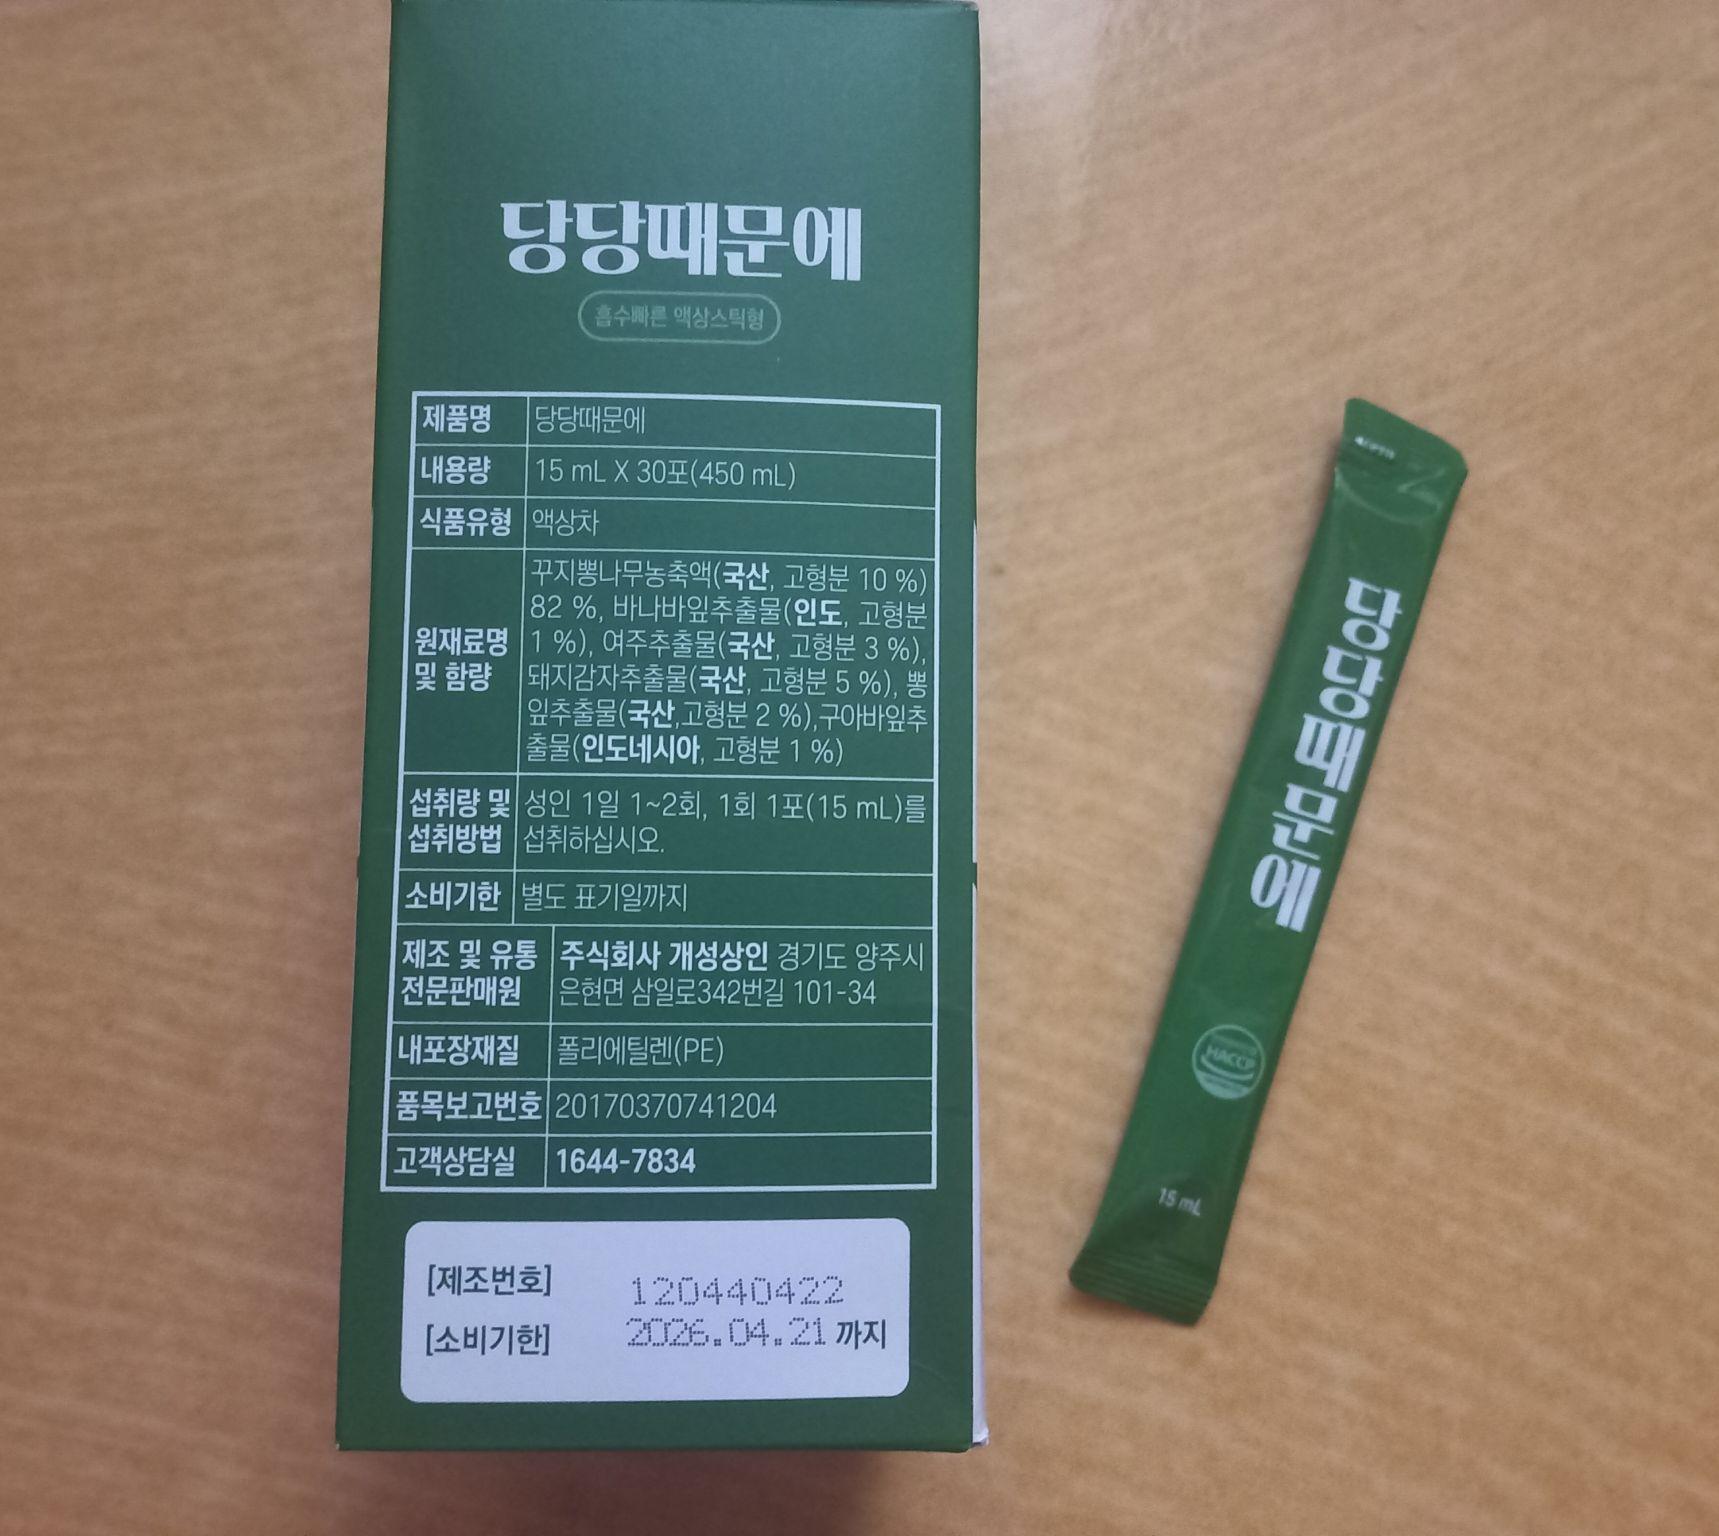 당당때문에
흡수빠른 액상스틱형
제품명 당당때문에
내용량 15 mL X 30포(450 mL)
식품유형 액상차
원재료명 및 함량
꾸지뽕나무농축액(국산, 고형분 10 %)
82 %, 바나바잎추출물(인도, 고형분
1 %), 여주추출물(국산, 고형분 3 %),
돼지감자추출물(국산, 고형분 5 %), 뽕
잎추출물(국산,고형분 2 %),구아바잎추
출물(인도네시아, 고형분 1 %)
섭취량 및 섭취방법
성인 1일 1~2회, 1회 1포(15 mL)를
섭취하십시오.
소비기한 별도 표기일까지
제조 및 유통
전문판매원
주식회사 개성상인 경기도 양주시
은현면 삼일로342번길 101-34
내포장재질 폴리에틸렌(PE)
품목보고번호 20170370741204
고객상담실 1644-7834
[제조번호] 120440422
[소비기한] 2026.04.21 까지
당당때문에
HACCP
15 mL